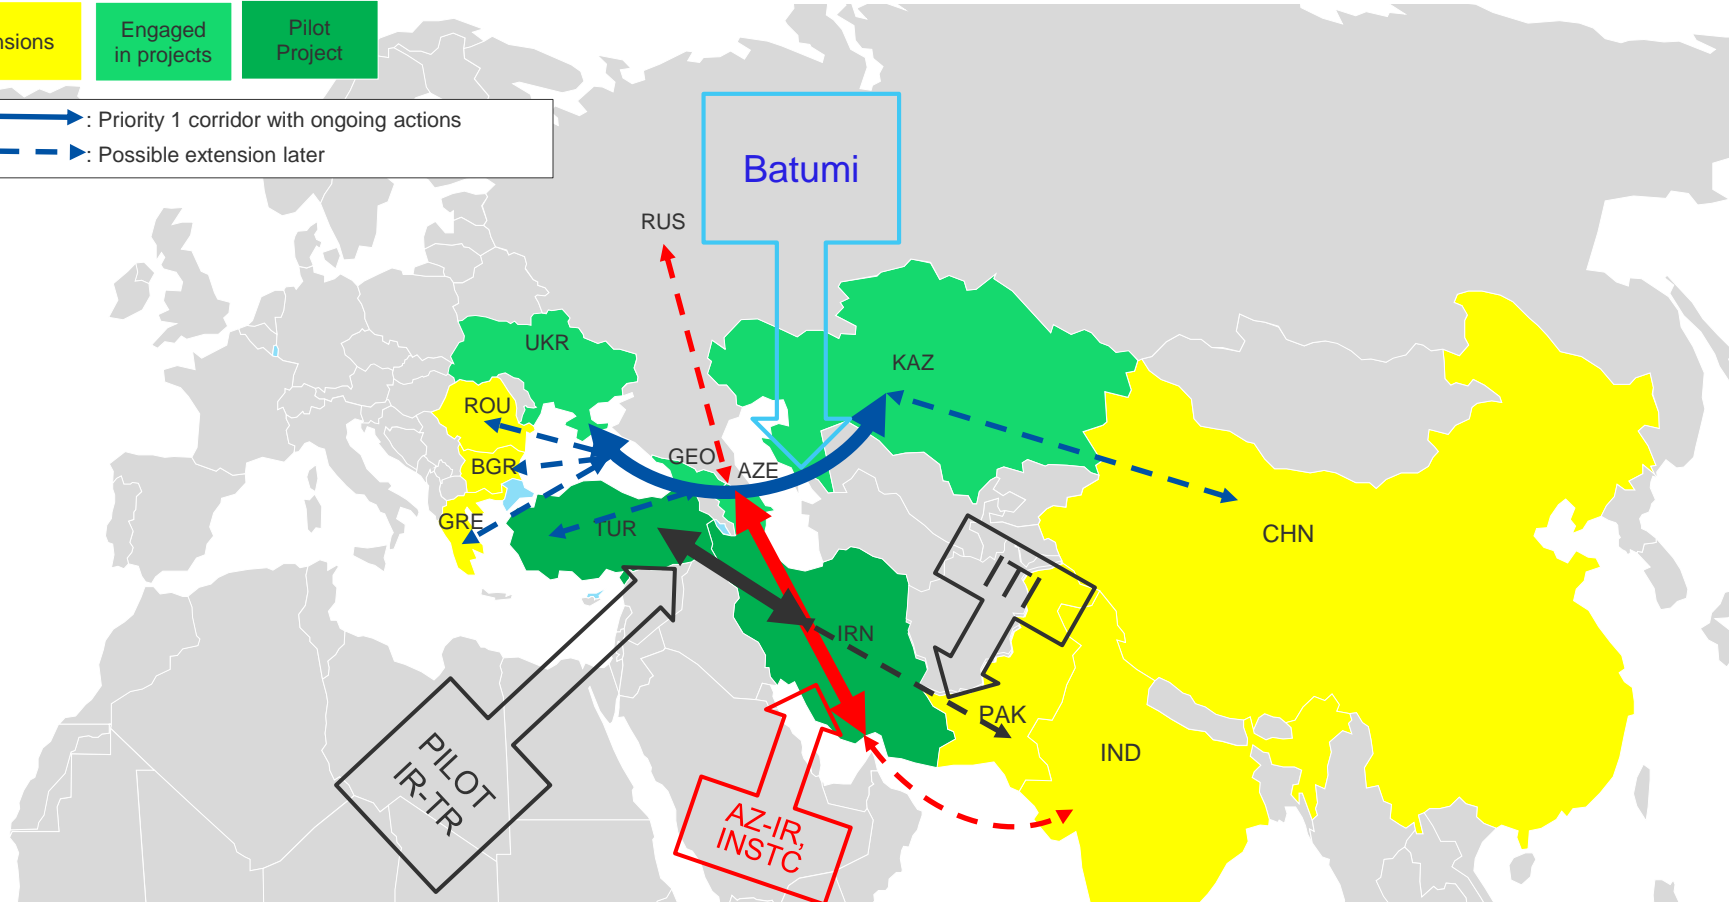 nsions
Engaged
in projects
Pilot
Project
: Priority 1 corridor with ongoing actions
: Possible extension later
Batumi
RUS
UKR
KAZ
ROU
GEO
AZE
BGR
GRE
TUR
CHN
ITI
IRN
PAK
IND
PILOT
IR-TR
AZ-IR,
INSTC